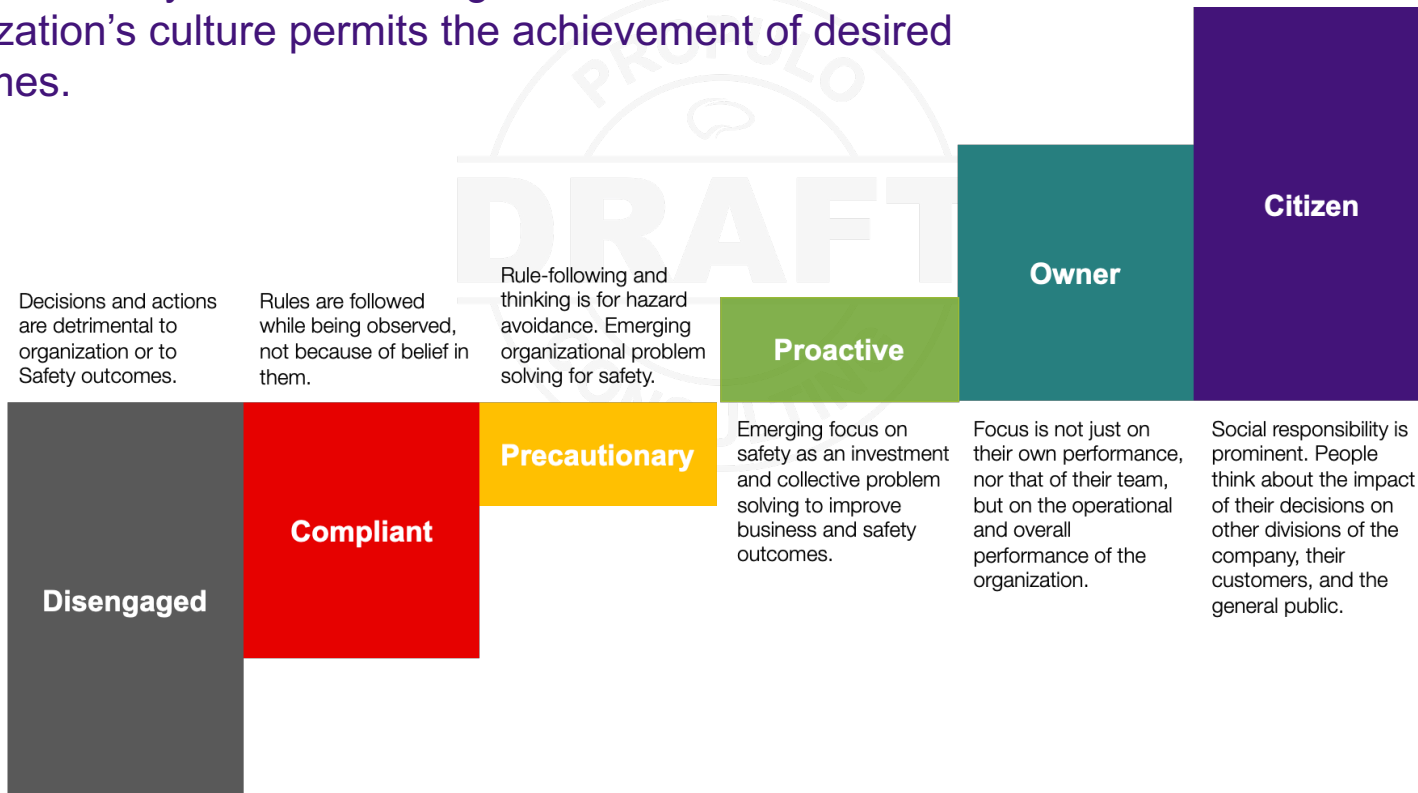 zation’s culture permits the achievement of desired
PROPULO
DRAFT
CONSULTING
Citizen
Owner
Proactive
Decisions and actions
are detrimental to
organization or to
Safety outcomes.
Rules are followed
while being observed,
not because of belief in
them.
Rule-following and
thinking is for hazard
avoidance. Emerging
organizational problem
solving for safety.
Disengaged
Compliant
Precautionary
Emerging focus on
safety as an investment
and collective problem
solving to improve
business and safety
outcomes.
Focus is not just on
their own performance,
nor that of their team,
but on the operational
and overall
performance of the
organization.
Social responsibility is
prominent. People
think about the impact
of their decisions on
other divisions of the
company, their
customers, and the
general public.